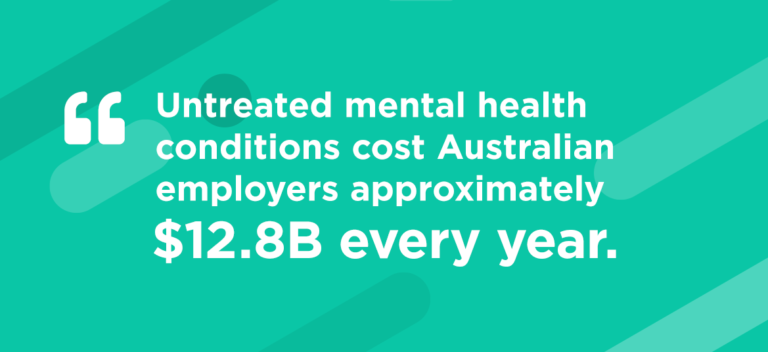 “
Untreated mental health
conditions cost Australian
employers approximately
$12.8B every year.